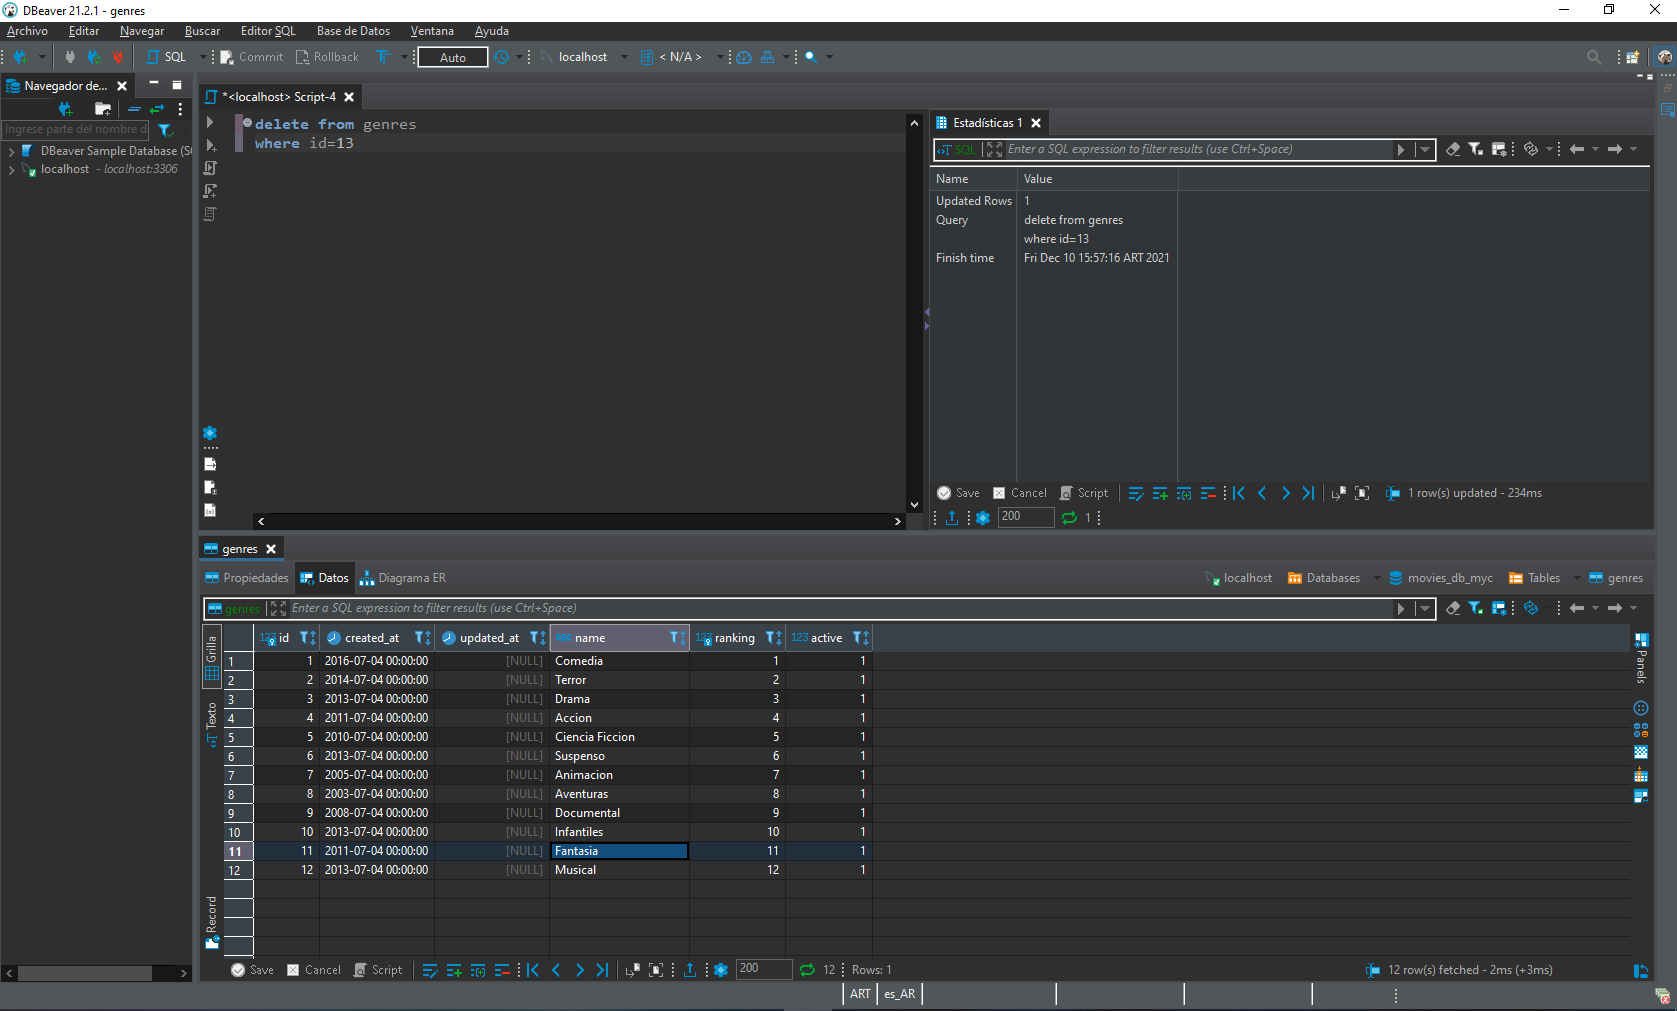 DBeaver 21.2.1 - genres
Archivo Editar Navegar Buscar Editor SQL Base de Datos Ventana Ayuda
SQL Commit Rollback Auto localhost < N/A >
Navegador de...
Ingrese parte del nombre d
DBeaver Sample Database (S
localhost - localhost:3306
*<localhost> Script-4
delete from genres
where id=13
Estadísticas 1
SQL Enter a SQL expression to filter results (use Ctrl+Space)
Name Value
Updated Rows 1
Query delete from genres
where id=13
Finish time Fri Dec 10 15:57:16 ART 2021
Save Cancel Script 1 row(s) updated - 234ms
200 1
genres
Propiedades Datos Diagrama ER localhost Databases movies_db_myc Tables genres
genres Enter a SQL expression to filter results (use Ctrl+Space)
Grilla
Texto
Record
Panels
123 id created_at updated_at ABC name 123 ranking 123 active
1 1 2016-07-04 00:00:00 [NULL] Comedia 1 1
2 2 2014-07-04 00:00:00 [NULL] Terror 2 1
3 3 2013-07-04 00:00:00 [NULL] Drama 3 1
4 4 2011-07-04 00:00:00 [NULL] Accion 4 1
5 5 2010-07-04 00:00:00 [NULL] Ciencia Ficcion 5 1
6 6 2013-07-04 00:00:00 [NULL] Suspenso 6 1
7 7 2005-07-04 00:00:00 [NULL] Animacion 7 1
8 8 2003-07-04 00:00:00 [NULL] Aventuras 8 1
9 9 2008-07-04 00:00:00 [NULL] Documental 9 1
10 10 2013-07-04 00:00:00 [NULL] Infantiles 10 1
11 11 2011-07-04 00:00:00 [NULL] Fantasia 11 1
12 12 2013-07-04 00:00:00 [NULL] Musical 12 1
Save Cancel Script 200 12 Rows: 1 12 row(s) fetched - 2ms (+3ms)
ART es_AR